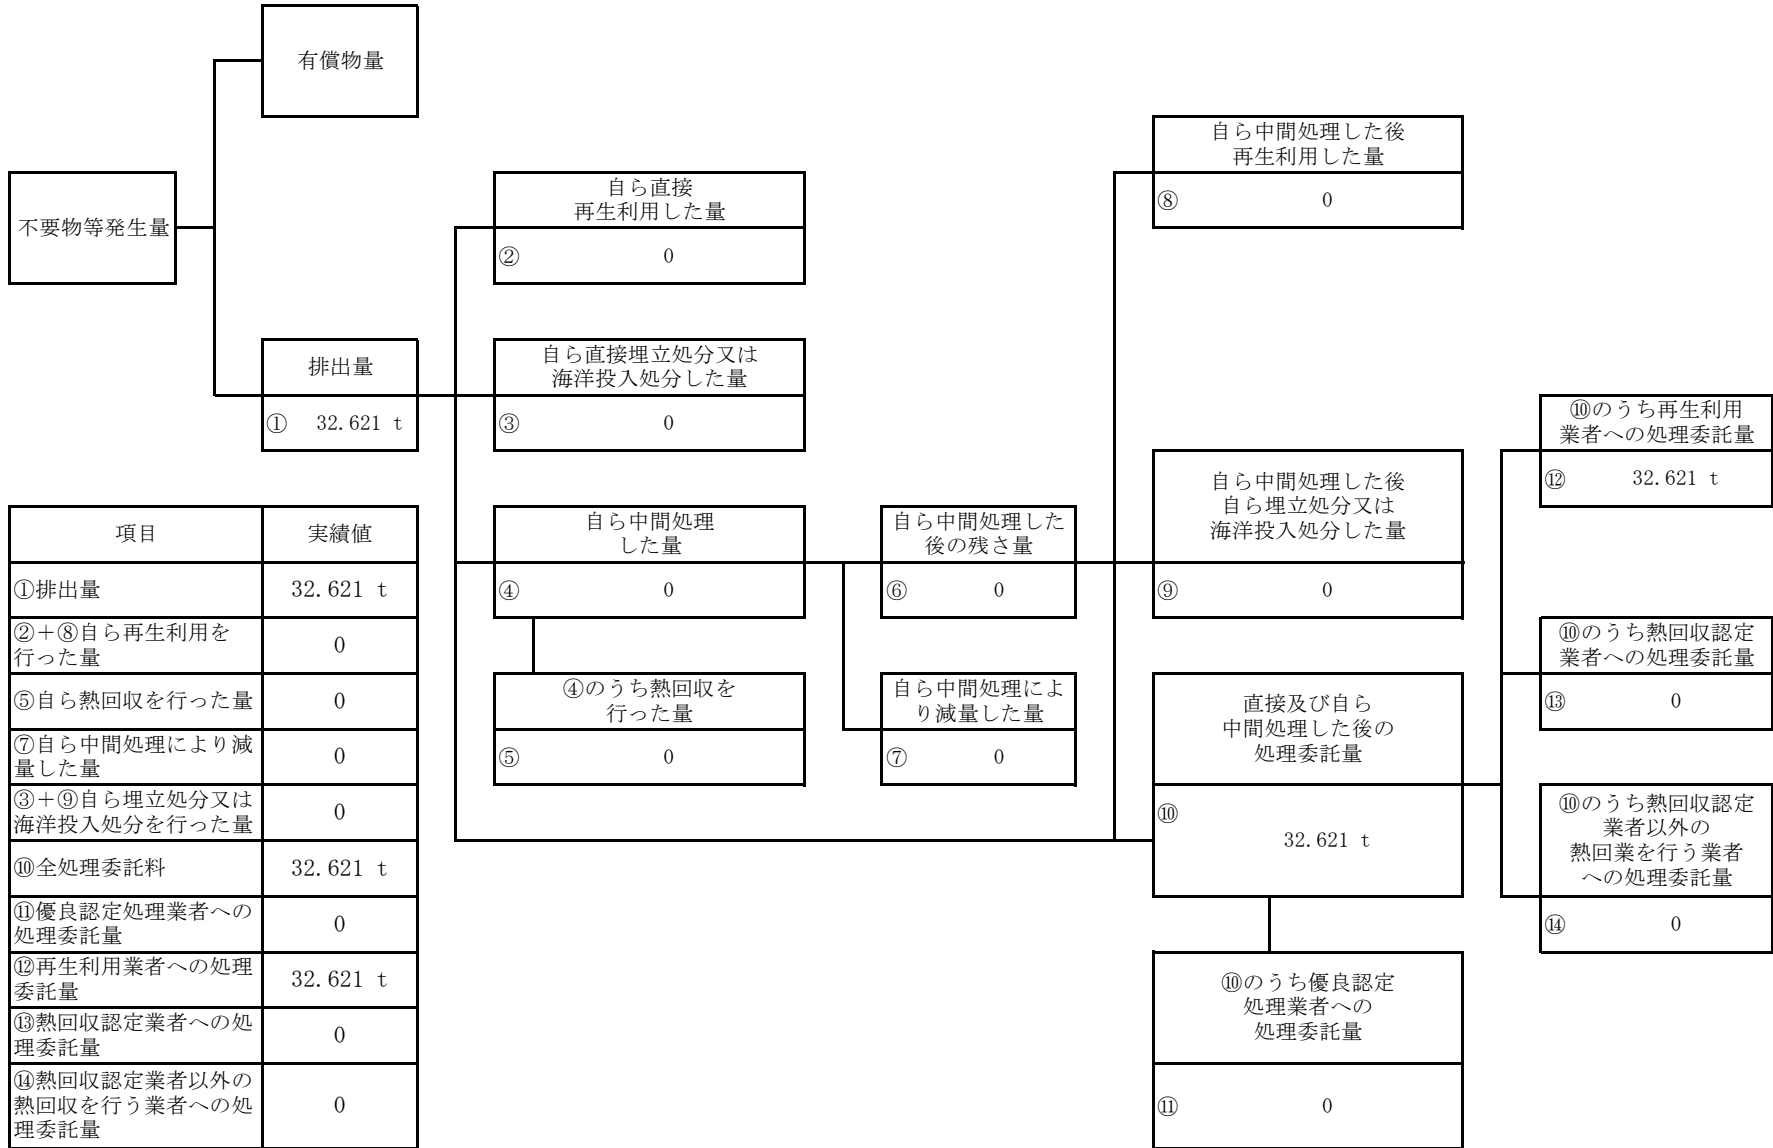 有償物量
不要物等発生量
排出量
① 32.621 t
自ら直接
再生利用した量
② 0
自ら直接埋立処分又は
海洋投入処分した量
③ 0
自ら中間処理
した量
④ 0
④のうち熱回収を
行った量
⑤ 0
自ら中間処理した
後の残さ量
⑥ 0
自ら中間処理によ
り減量した量
⑦ 0
自ら中間処理した後
再生利用した量
⑧ 0
自ら中間処理した後
自ら埋立処分又は
海洋投入処分した量
⑨ 0
直接及び自ら
中間処理した後の
処理委託量
⑩
32.621 t
⑩のうち優良認定
処理業者への
処理委託量
⑪ 0
⑩のうち再生利用
業者への処理委託量
⑫ 32.621 t
⑩のうち熱回収認定
業者への処理委託量
⑬ 0
⑩のうち熱回収認定
業者以外の
熱回業を行う業者
への処理委託量
⑭ 0
項目 実績値
①排出量 32.621 t
②＋⑧自ら再生利用を
行った量 0
⑤自ら熱回収を行った量 0
⑦自ら中間処理により減
量した量 0
③＋⑨自ら埋立処分又は
海洋投入処分を行った量 0
⑩全処理委託料 32.621 t
⑪優良認定処理業者への
処理委託量 0
⑫再生利用業者への処理
委託量 32.621 t
⑬熱回収認定業者への処
理委託量 0
⑭熱回収認定業者以外の
熱回収を行う業者への処
理委託量 0